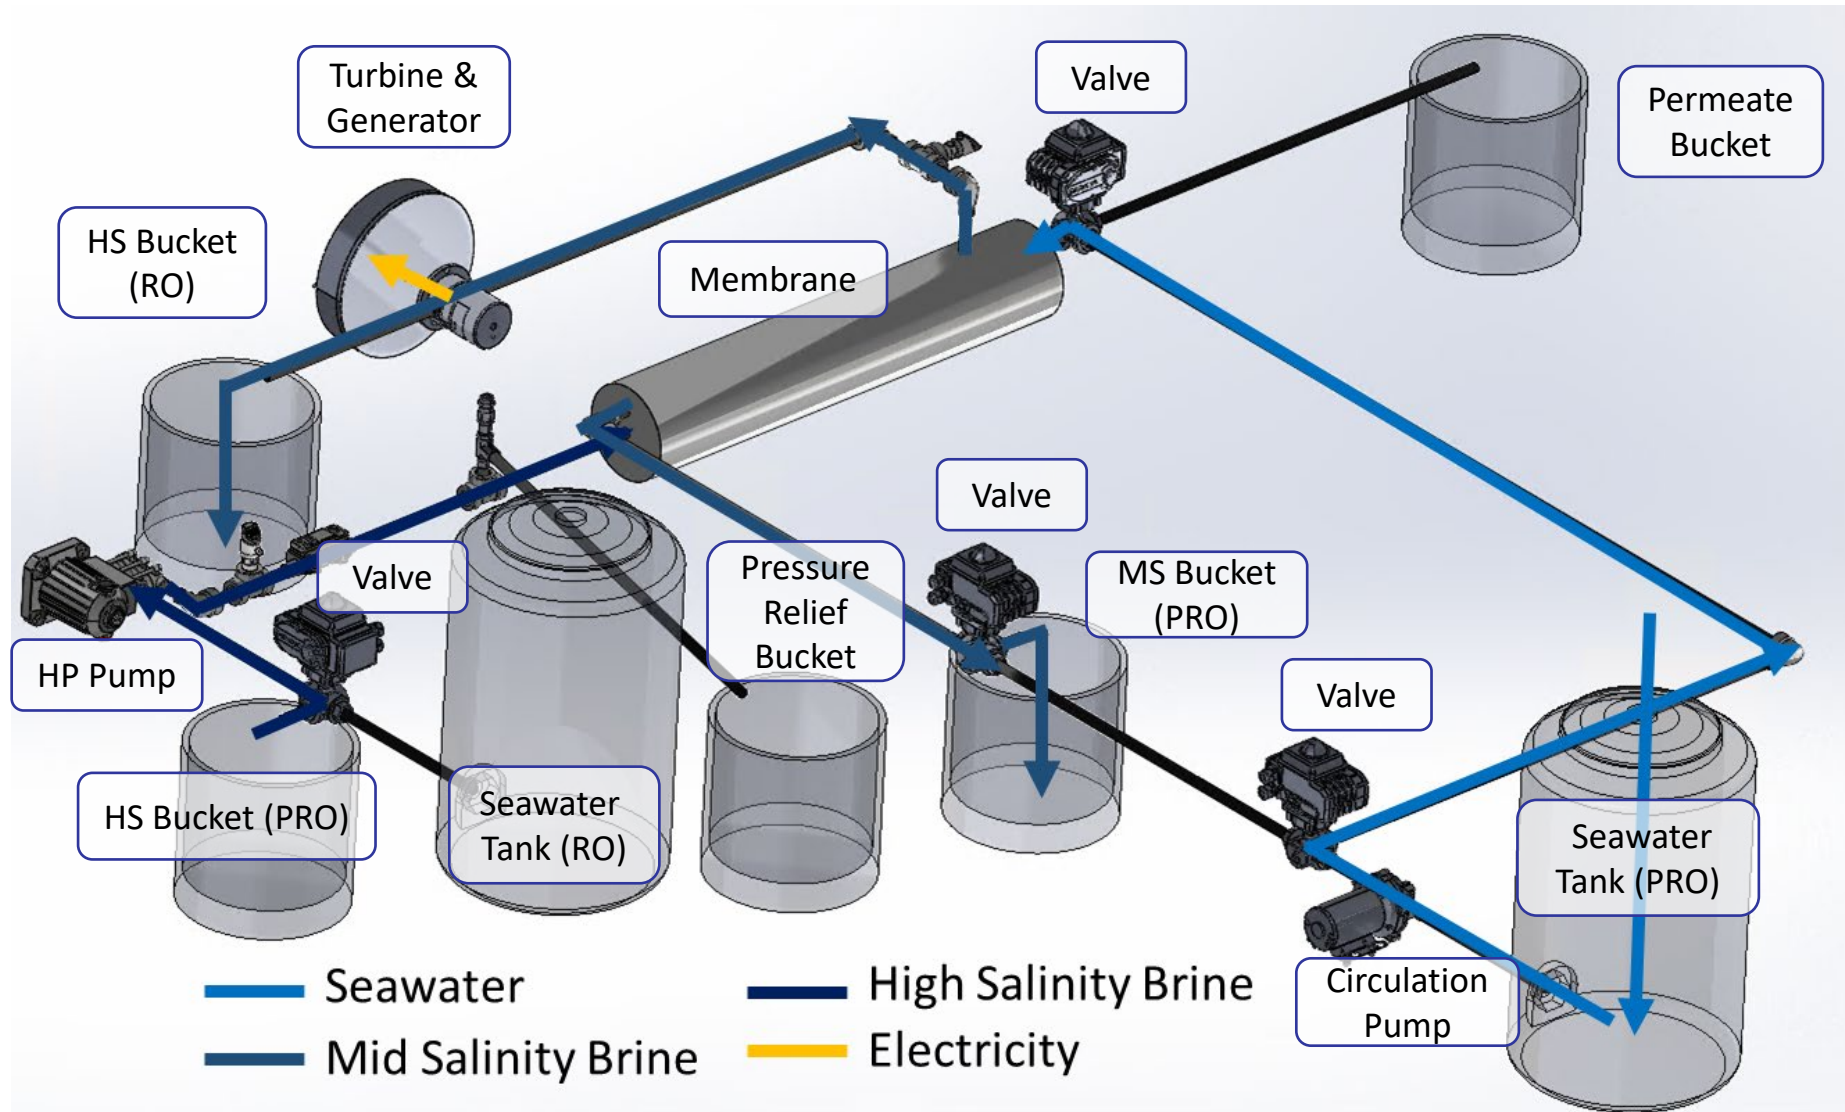 Turbine &
Generator
Valve
Permeate
Bucket
HS Bucket
(RO)
Membrane
Valve
Valve
Pressure
Relief
Bucket
MS Bucket
(PRO)
HP Pump
Valve
HS Bucket (PRO)
Seawater
Tank (RO)
Seawater
Tank (PRO)
Circulation
Pump
Seawater
High Salinity Brine
Mid Salinity Brine
Electricity